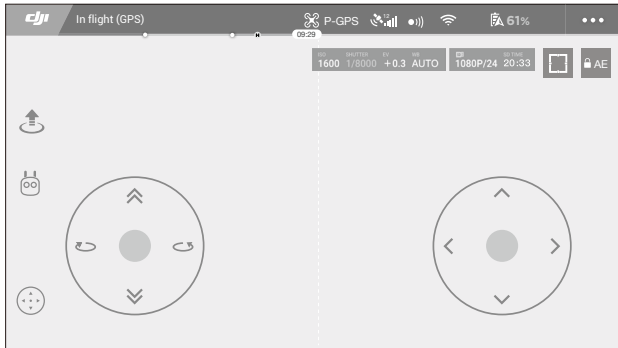 dji In flight (GPS) P-GPS 12 61% •••
09:29
ISO SHUTTER EV WB SD TIME
1600 1/8000 +0.3 AUTO 1080P/24 20:33 AE